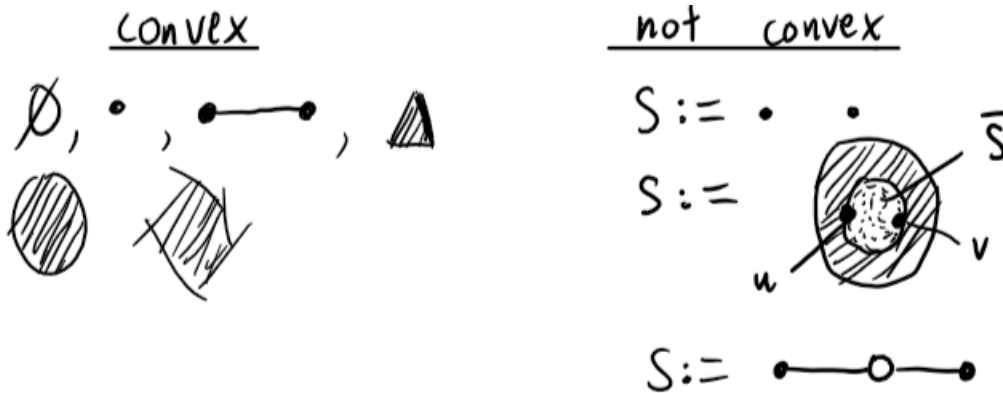 convex
not convex
∅, • , , 
S :=
S̅
S :=
u
v
S :=